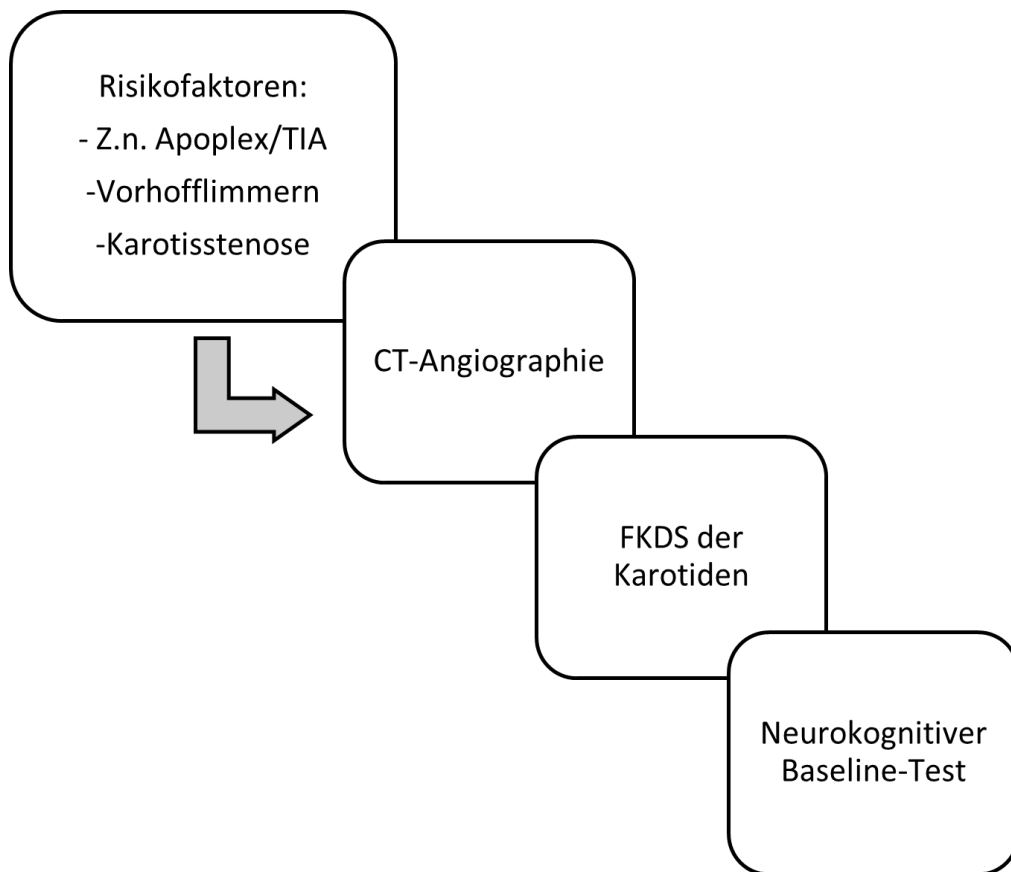 Risikofaktoren:
- Z.n. Apoplex/TIA
-Vorhofflimmern
-Karotisstenose
CT-Angiographie
FKDS der
Karotiden
Neurokognitiver
Baseline-Test